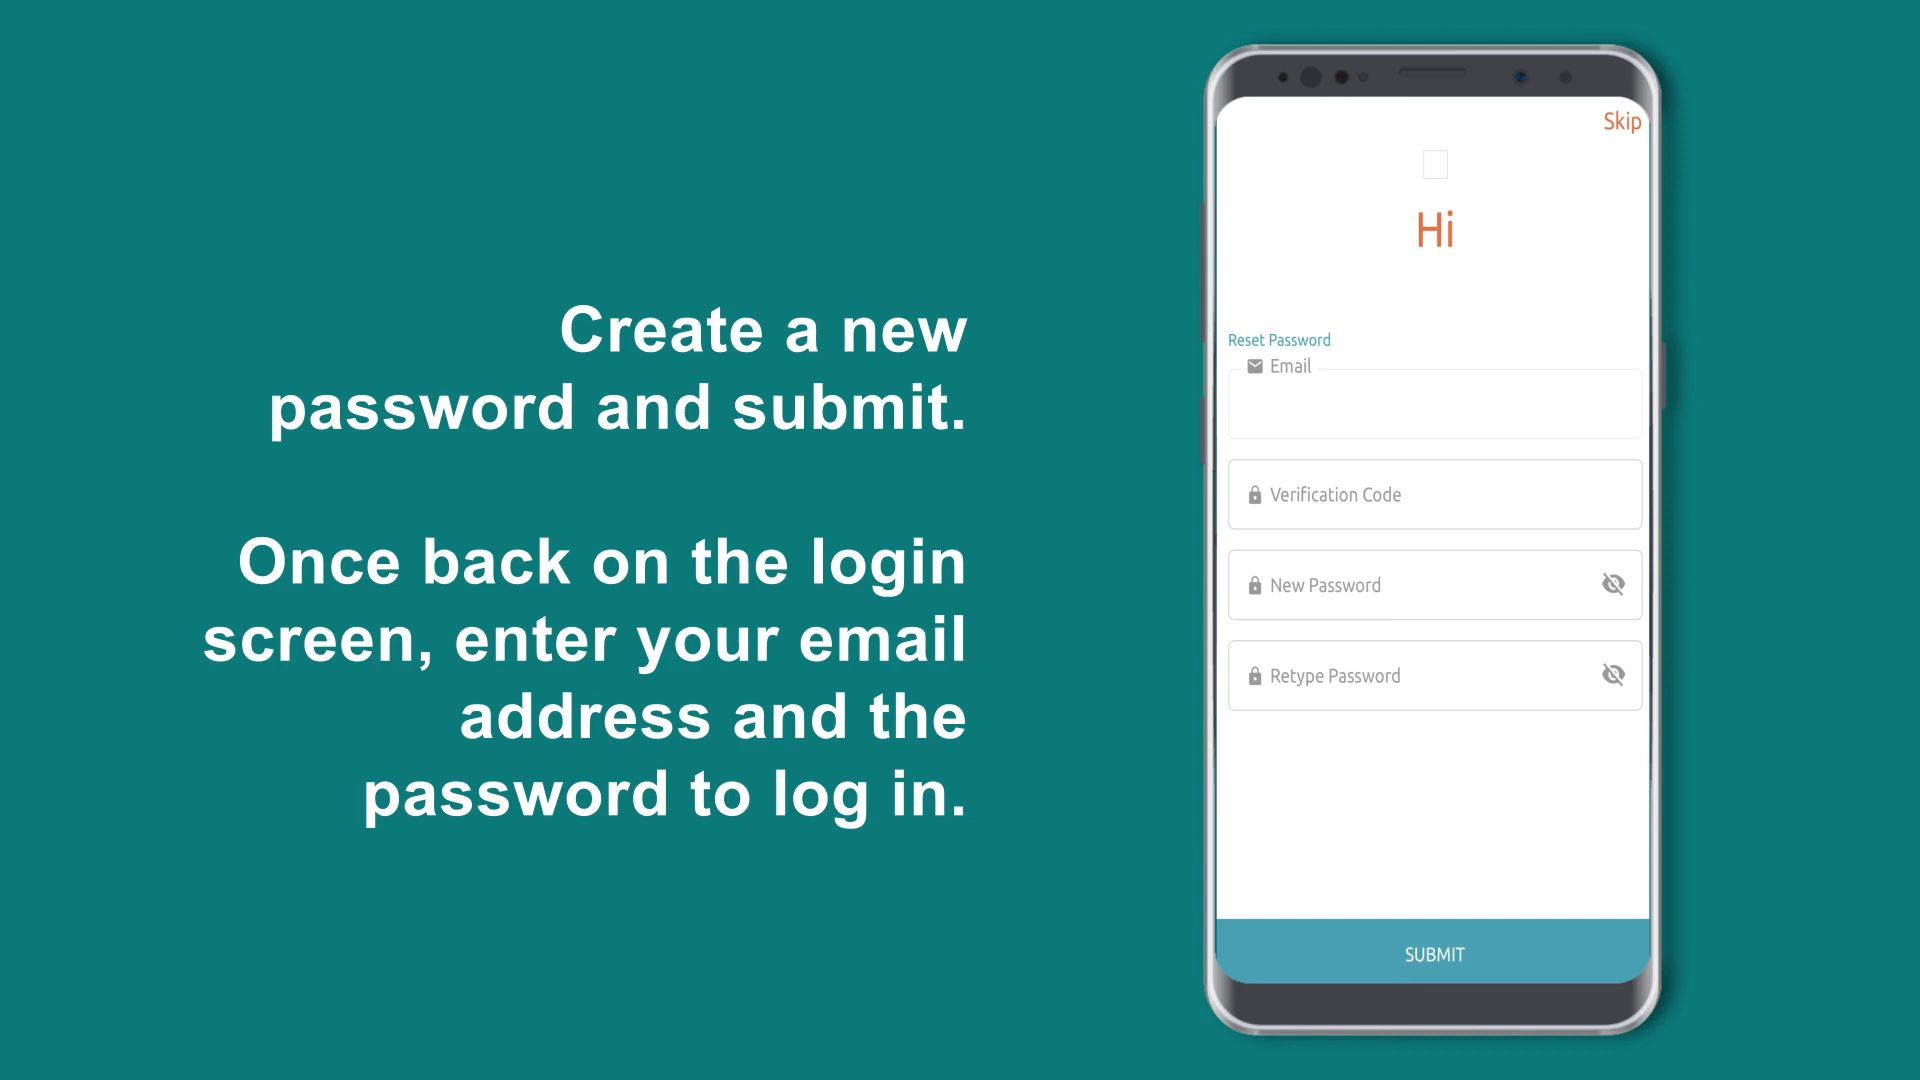 Create a new
password and submit.
Once back on the login
screen, enter your email
address and the
password to log in.
Skip
Hi
Reset Password
Email
Verification Code
New Password
Retype Password
SUBMIT